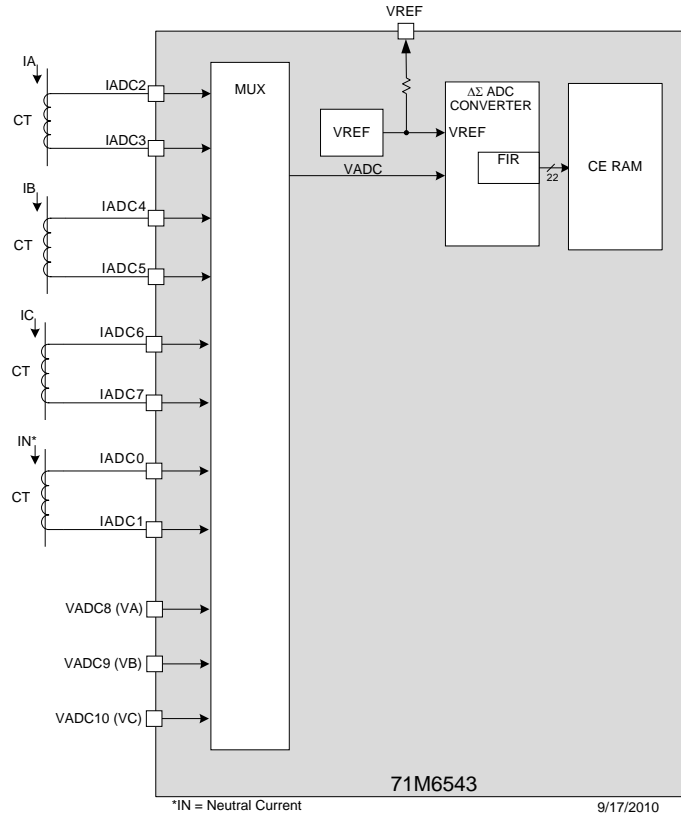 VREF
IA
IADC2
MUX
CT
IADC3
ΔΣ ADC
CONVERTER
VREF
VREF
FIR
22
CE RAM
VADC
IB
IADC4
CT
IADC5
IC
IADC6
CT
IADC7
IN*
IADC0
CT
IADC1
VADC8 (VA)
VADC9 (VB)
VADC10 (VC)
71M6543
*IN = Neutral Current
9/17/2010